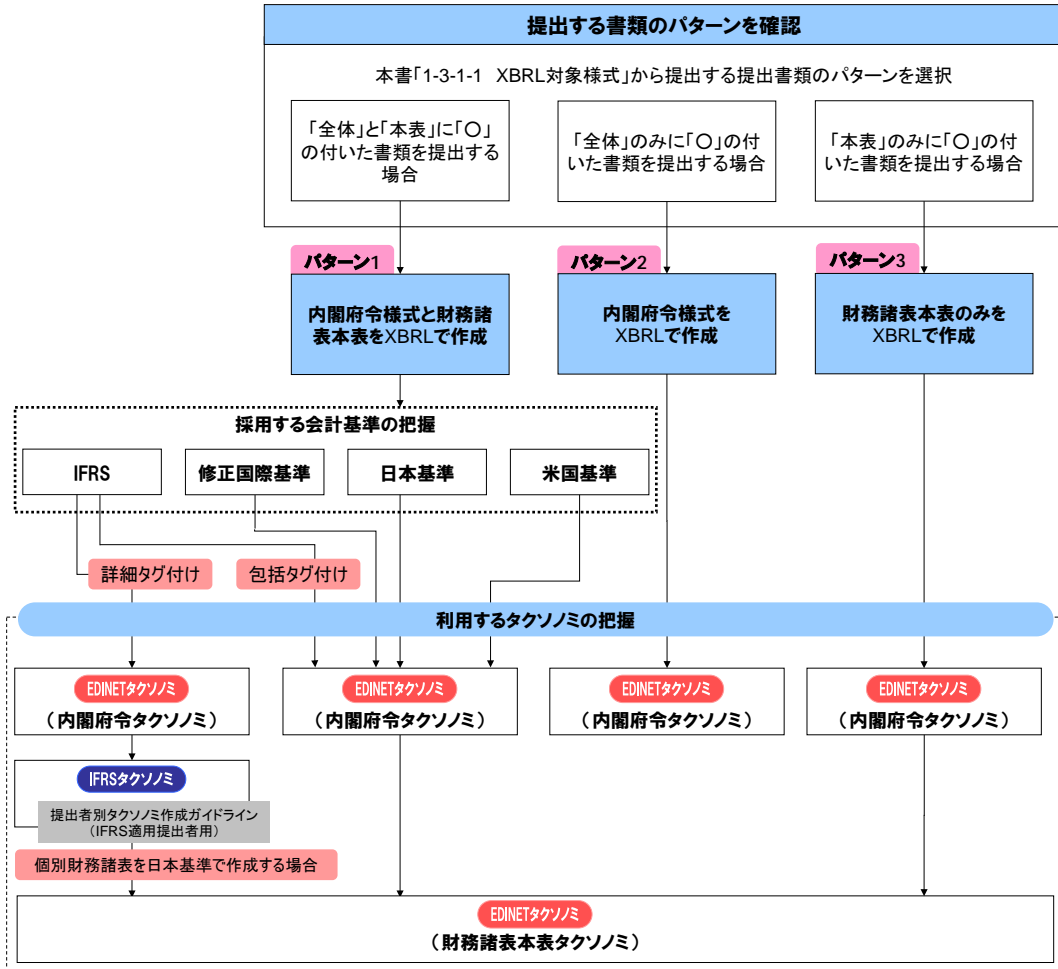 提出する書類のパターンを確認
本書「1-3-1-1 XBRL対象様式」から提出する提出書類のパターンを選択
「全体」と「本表」に「○」
の付いた書類を提出する
場合
「全体」のみに「○」の付
いた書類を提出する場合
「本表」のみに「○」の付
いた書類を提出する場合
パターン1
パターン2
パターン3
内閣府令様式と財務諸
表本表をXBRLで作成
内閣府令様式を
XBRLで作成
財務諸表本表のみを
XBRLで作成
採用する会計基準の把握
IFRS
修正国際基準
日本基準
米国基準
詳細タグ付け
包括タグ付け
利用するタクソノミの把握
EDINETタクソノミ
（内閣府令タクソノミ）
EDINETタクソノミ
（内閣府令タクソノミ）
EDINETタクソノミ
（内閣府令タクソノミ）
EDINETタクソノミ
（内閣府令タクソノミ）
IFRSタクソノミ
提出者別タクソノミ作成ガイドライン
（IFRS適用提出者用）
個別財務諸表を日本基準で作成する場合
EDINETタクソノミ
（財務諸表本表タクソノミ）